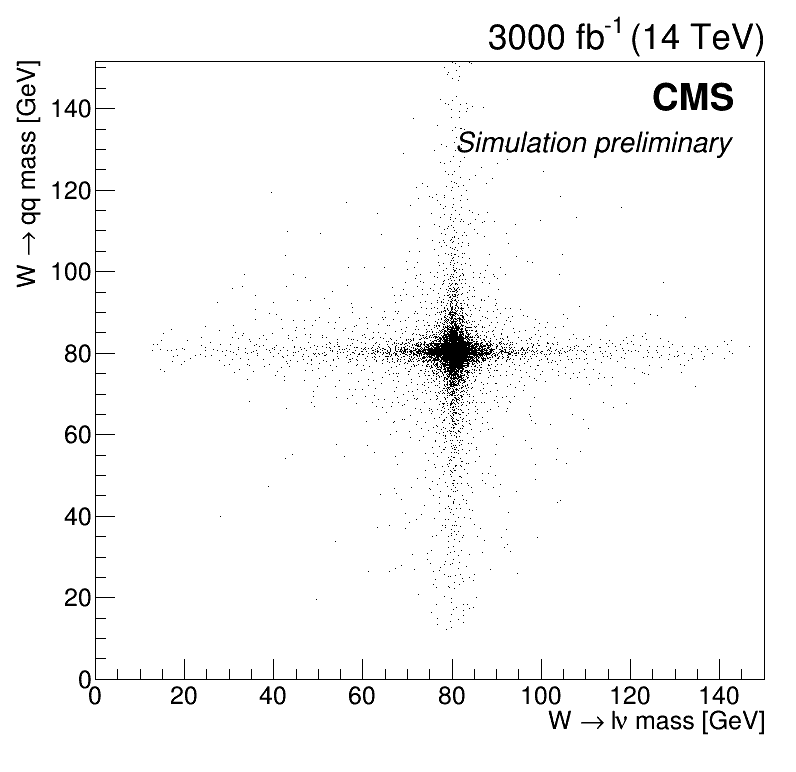 3000 fb⁻¹ (14 TeV)
W → qq mass [GeV]
CMS
Simulation preliminary
140
120
100
80
60
40
20
0
0 20 40 60 80 100 120 140
W → lν mass [GeV]